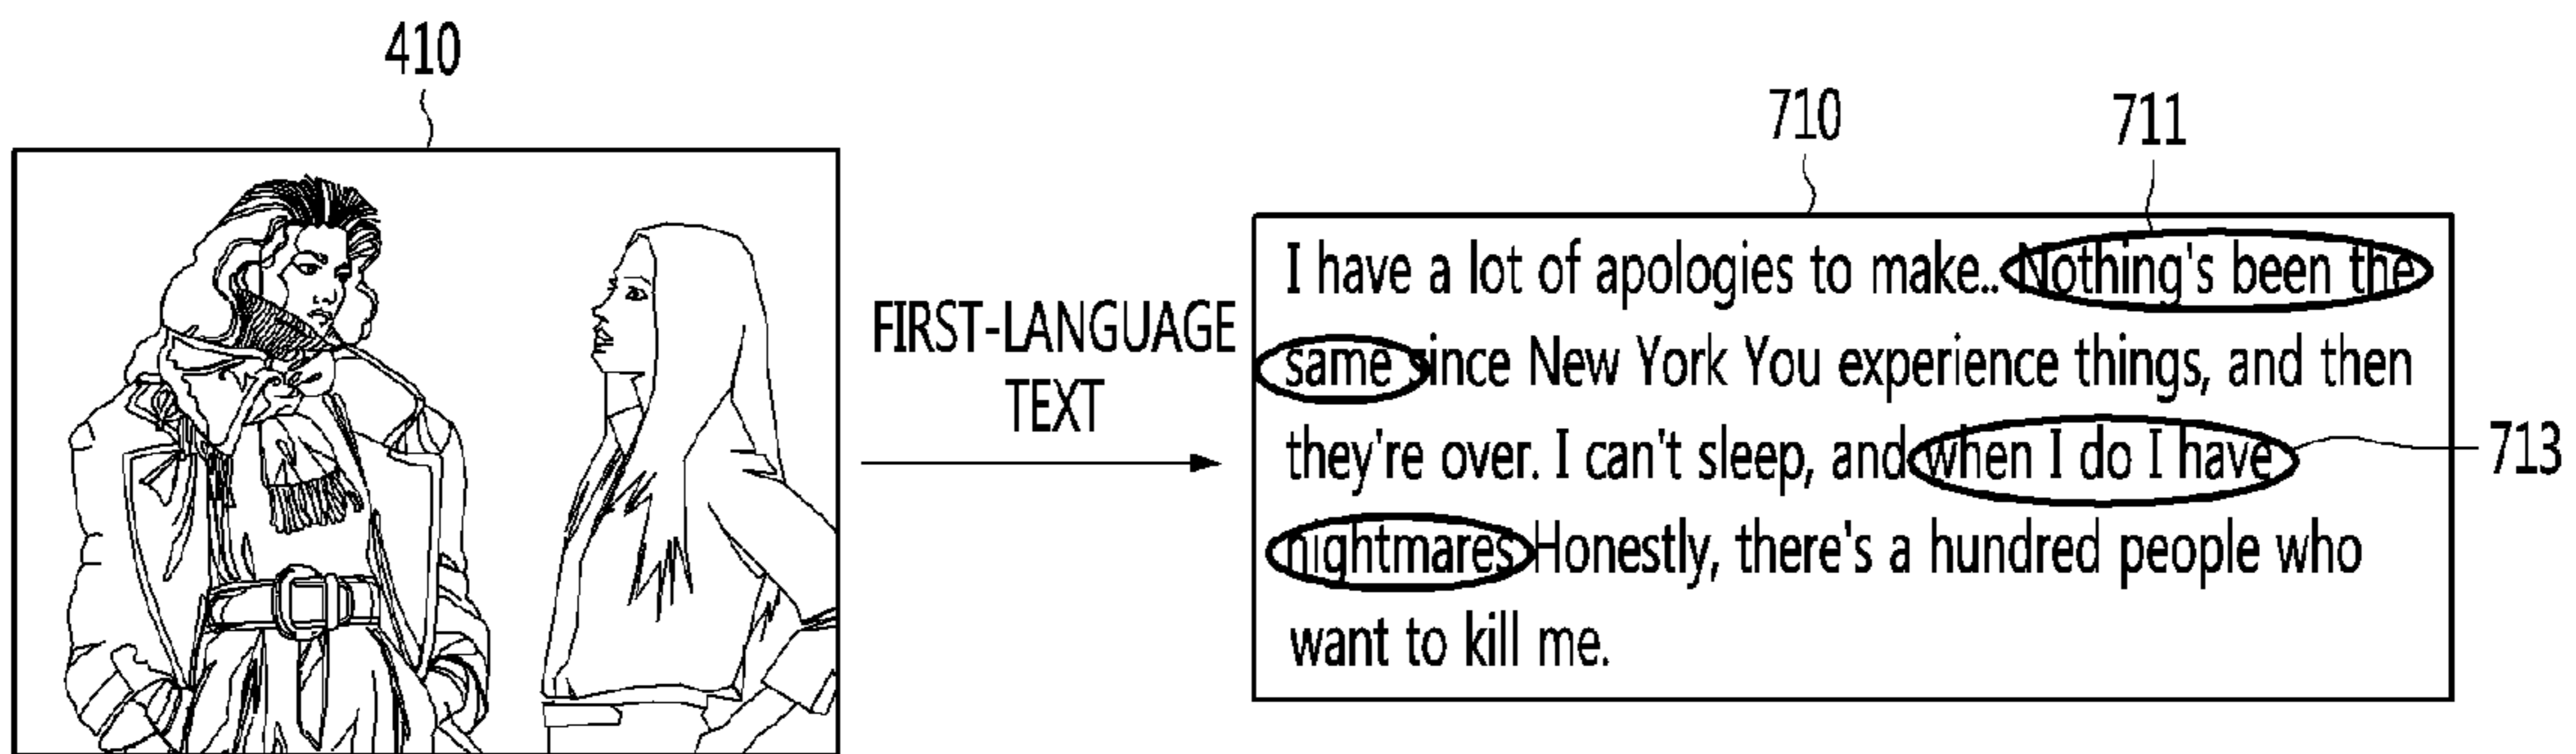 410
710
711
FIRST-LANGUAGE
TEXT
I have a lot of apologies to make.. Nothing's been the
same since New York You experience things, and then
they're over. I can't sleep, and when I do I have
nightmares Honestly, there's a hundred people who
want to kill me.
713